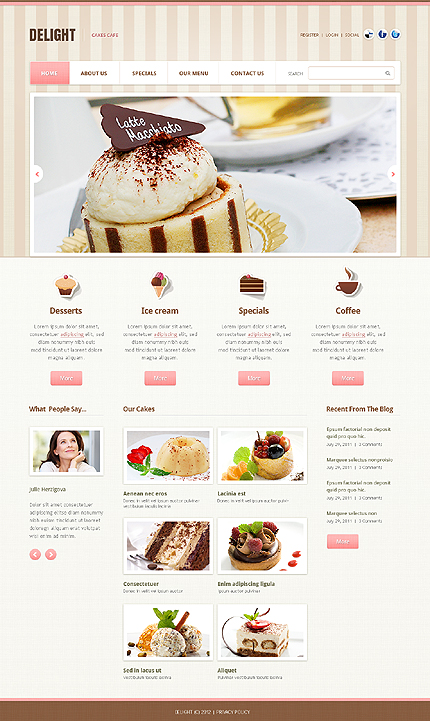 DELIGHT
CAKES CAFE
REGISTER | LOGIN | SOCIAL
HOME
ABOUT US
SPECIALS
OUR MENU
CONTACT US
SEARCH
Latte
Macchiato
Desserts
Lorem ipsum dolor sit amet,
consectetuer adipiscing elit, sed
diam nonummy nibh euis
mod tincidunt ut laoreet dolore
magna aliquam.
More
Ice cream
Lorem ipsum dolor sit amet,
consectetuer adipiscing elit, sed
diam nonummy nibh euis
mod tincidunt ut laoreet dolore
magna aliquam.
More
Specials
Lorem ipsum dolor sit amet,
consectetuer adipiscing elit, sed
diam nonummy nibh euis
mod tincidunt ut laoreet dolore
magna aliquam.
More
Coffee
Lorem ipsum dolor sit amet,
consectetuer adipiscing elit, sed
diam nonummy nibh euis
mod tincidunt ut laoreet dolore
magna aliquam.
More
What People Say...
Julie Herzigova
Dolor sit amet consectetuer
adipiscing elitse diam nonummy
nibh euismod tincidunt ut laoreet
doloregn aliquam erat volutpat
wisi enim ad minim.
Our Cakes
Aenean nec eros
Donec in velit vel ipsum auctor pulvinar
vestibulum iaculis lacinia
Lacinia est
Donec in velit vel ipsum auctor pulvin
Consectetuer
Donec in velit vel ipsum auctor
Enim adipiscing ligula
Ipsum auctor pulvinar
Sed in lacus ut
Vestibulum iaculis lacinia
Aliquet
Pulvinar vestibulum iaculis lacinia
Recent From The Blog
Epsum factorial non deposit
quid pro quo hic.
July 29, 2011 | 3 Comments
Marquee selectus non provisio
July 29, 2011 | 3 Comments
Epsum factorial non deposit
quid pro quo hic.
July 29, 2011 | 3 Comments
Marquee selectus non
July 29, 2011 | 3 Comments
More
DELIGHT (C) 2012 | PRIVACY POLICY